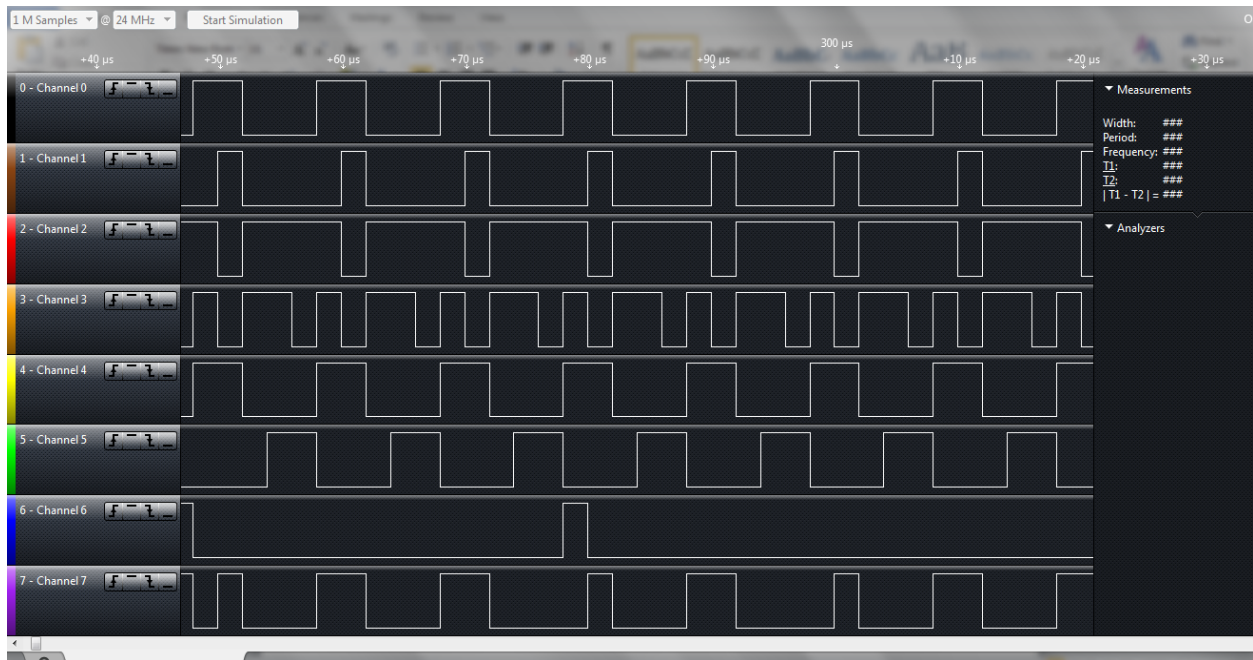 1 M Samples @ 24 MHz Start Simulation
300 µs
+40 µs +50 µs +60 µs +70 µs +80 µs +90 µs +10 µs +20 µs +30 µs
0 - Channel 0
1 - Channel 1
2 - Channel 2
3 - Channel 3
4 - Channel 4
5 - Channel 5
6 - Channel 6
7 - Channel 7
Measurements
Width: ###
Period: ###
Frequency: ###
T1: ###
T2: ###
| T1 - T2 | = ###
Analyzers